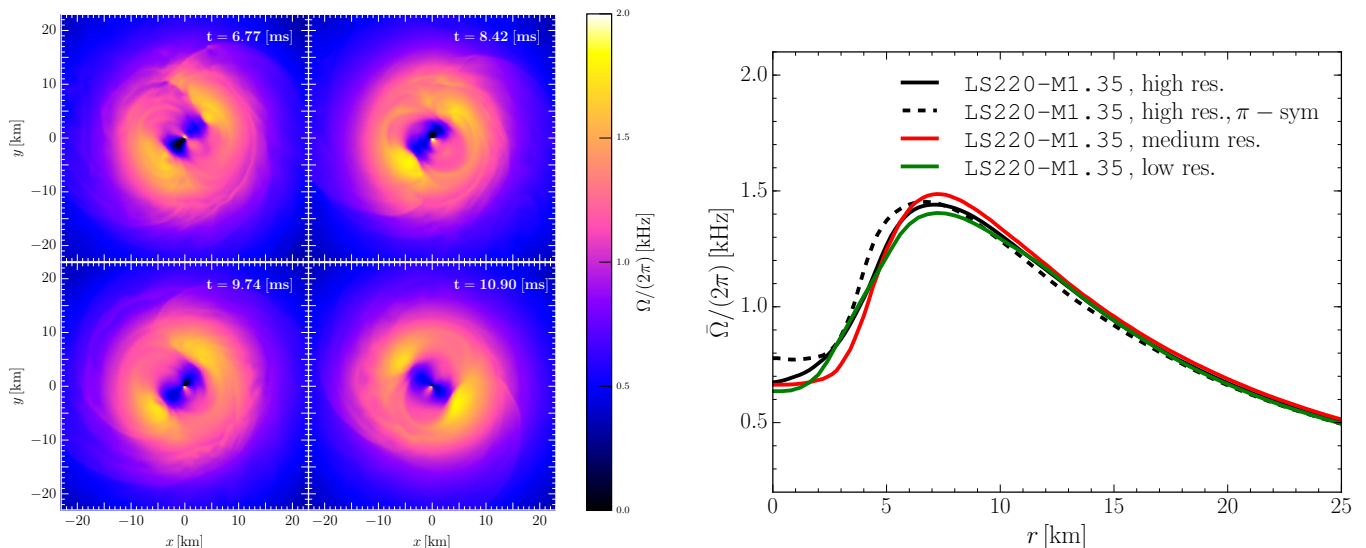 t = 6.77 [ms]
t = 8.42 [ms]
t = 9.74 [ms]
t = 10.90 [ms]
y [km]
20
10
0
−10
−20
y [km]
20
10
0
−10
−20
−20 −10 0 10 20
−20 −10 0 10 20
x [km]
x [km]
2.0
1.5
1.0
0.5
0.0
Ω/(2π) [kHz]
LS220-M1.35, high res.
LS220-M1.35, high res., π − sym
LS220-M1.35, medium res.
LS220-M1.35, low res.
2.0
1.5
1.0
0.5
Ω̄/(2π) [kHz]
0 5 10 15 20 25
r [km]